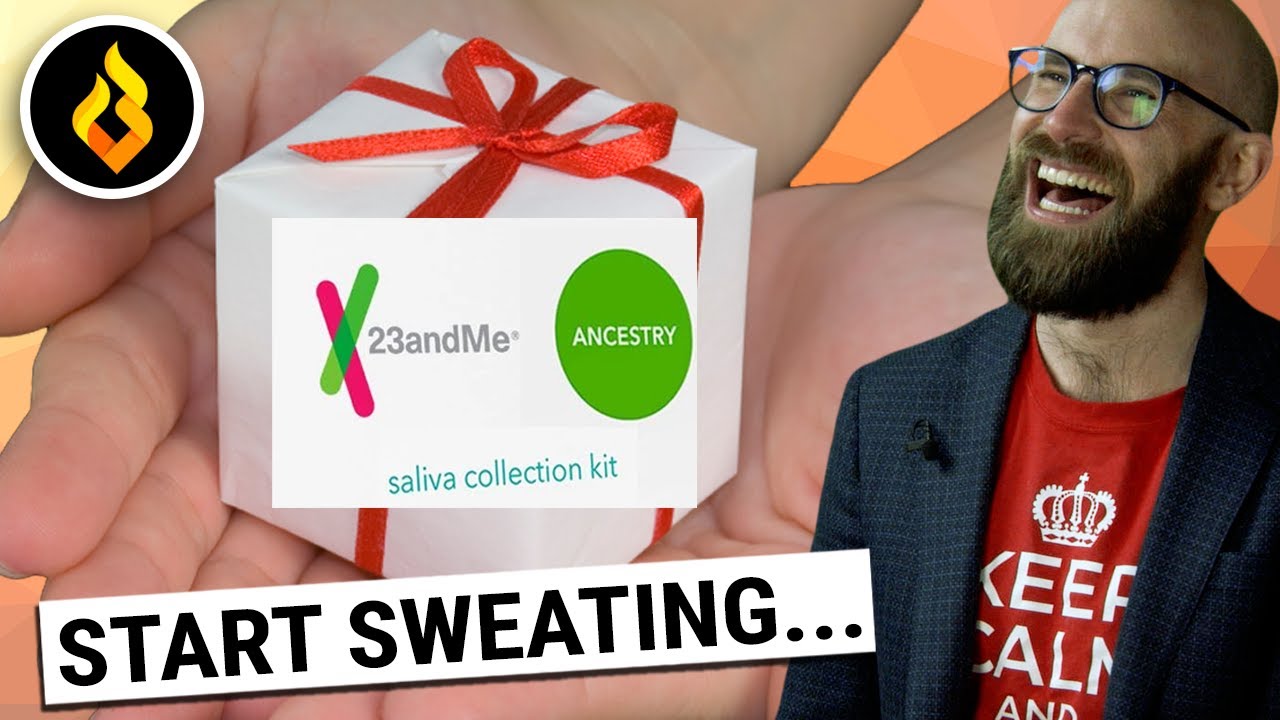 23andMe®
ANCESTRY
saliva collection kit
START SWEATING...
KEEP
CALM
AND